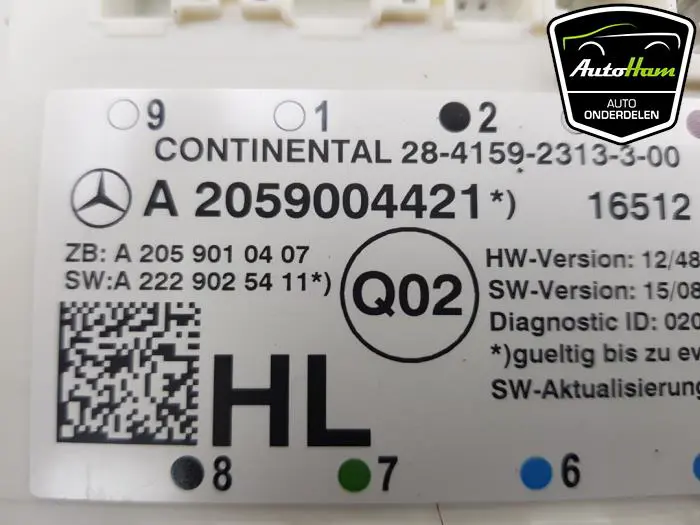 AutoHam
AUTO
ONDERDELEN
9 1 2
CONTINENTAL 28-4159-2313-3-00
A 2059004421*) 16512
ZB: A 205 901 04 07
SW:A 222 902 54 11*)
Q02
HW-Version: 12/48
SW-Version: 15/08
Diagnostic ID: 020
*)gueltig bis zu ev
SW-Aktualisierung
HL
8 7 6